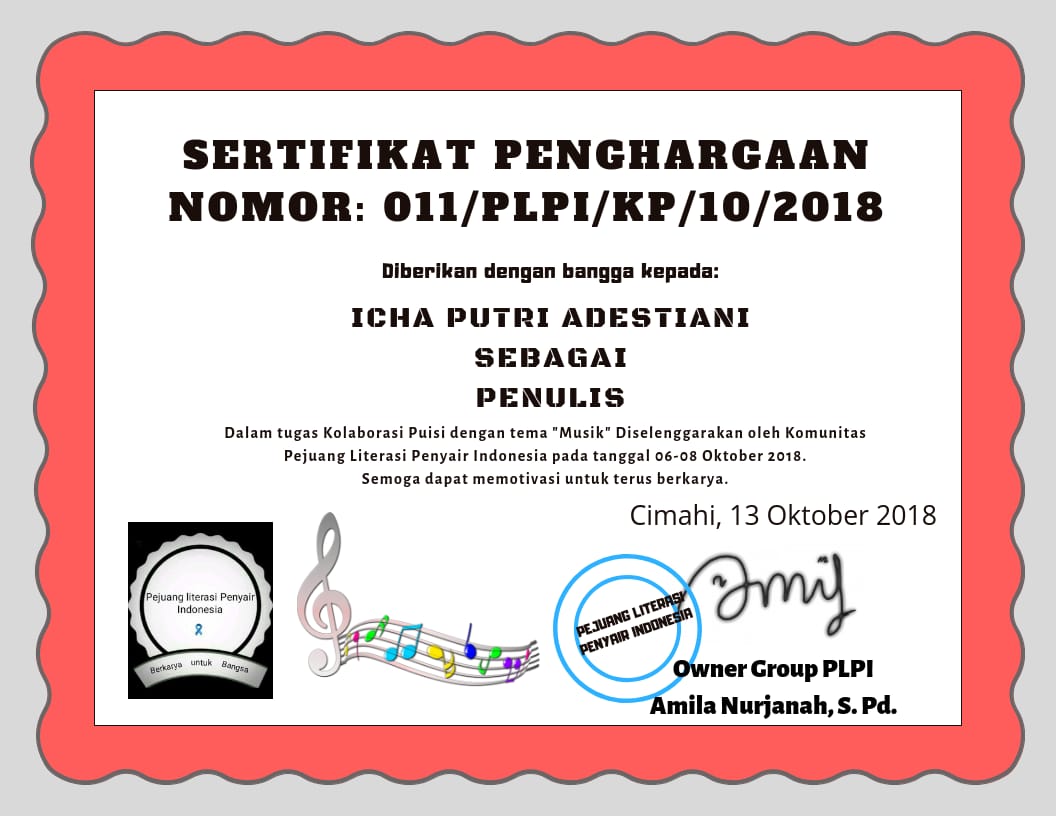 SERTIFIKAT PENGHARGAAN
NOMOR: 011/PLPI/KP/10/2018
Diberikan dengan bangga kepada:
ICHA PUTRI ADESTIANI
SEBAGAI
PENULIS
Dalam tugas Kolaborasi Puisi dengan tema "Musik" Diselenggarakan oleh Komunitas
Pejuang Literasi Penyair Indonesia pada tanggal 06-08 Oktober 2018.
Semoga dapat memotivasi untuk terus berkarya.
Cimahi, 13 Oktober 2018
Pejuang literasi Penyair
Indonesia
Berkarya untuk Bangsa
PEJUANG LITERASI
PENYAIR INDONESIA
Owner Group PLPI
Amila Nurjanah, S. Pd.